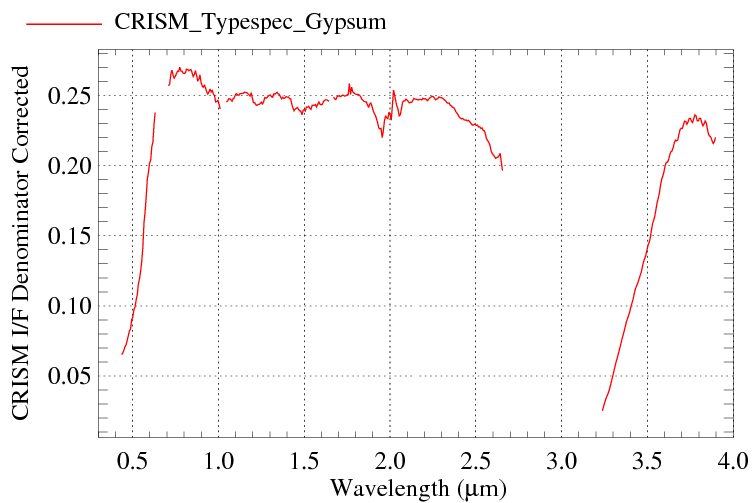 CRISM_Typespec_Gypsum
CRISM I/F Denominator Corrected
0.25
0.20
0.15
0.10
0.05
0.5 1.0 1.5 2.0 2.5 3.0 3.5 4.0
Wavelength (μm)